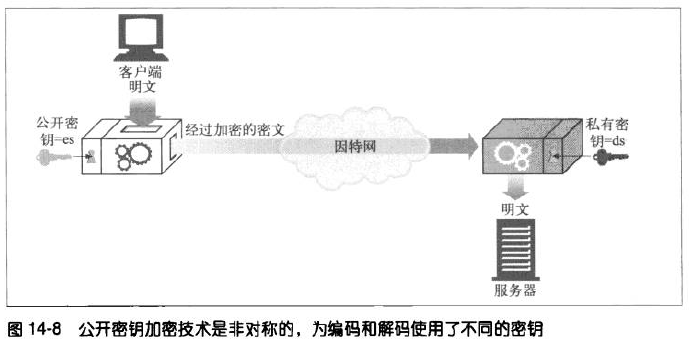 客户端
明文
公开密
钥=es
经过加密的密文
因特网
私有密
钥=ds
明文
服务器
图 14-8 公开密钥加密技术是非对称的，为编码和解码使用了不同的密钥